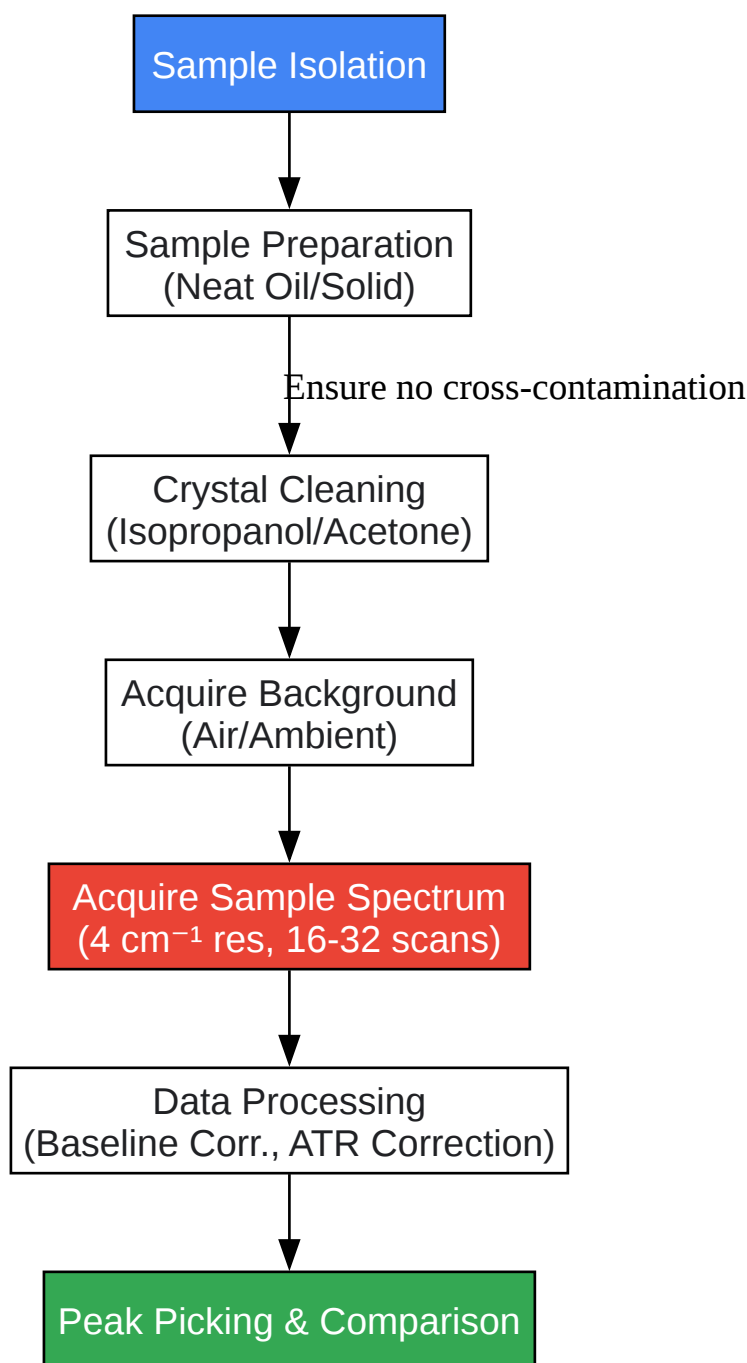 Sample Isolation
Sample Preparation
(Neat Oil/Solid)
Ensure no cross-contamination
Crystal Cleaning
(Isopropanol/Acetone)
Acquire Background
(Air/Ambient)
Acquire Sample Spectrum
(4 cm⁻¹ res, 16-32 scans)
Data Processing
(Baseline Corr., ATR Correction)
Peak Picking & Comparison